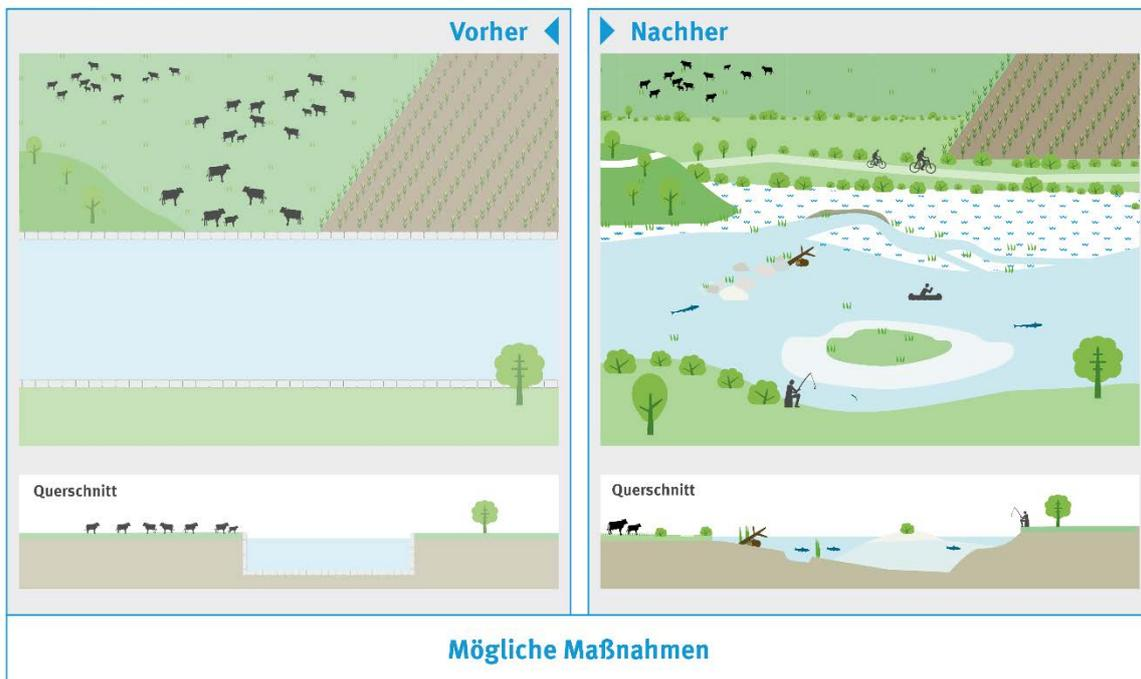 Vorher
Nachher
Querschnitt
Querschnitt
Mögliche Maßnahmen